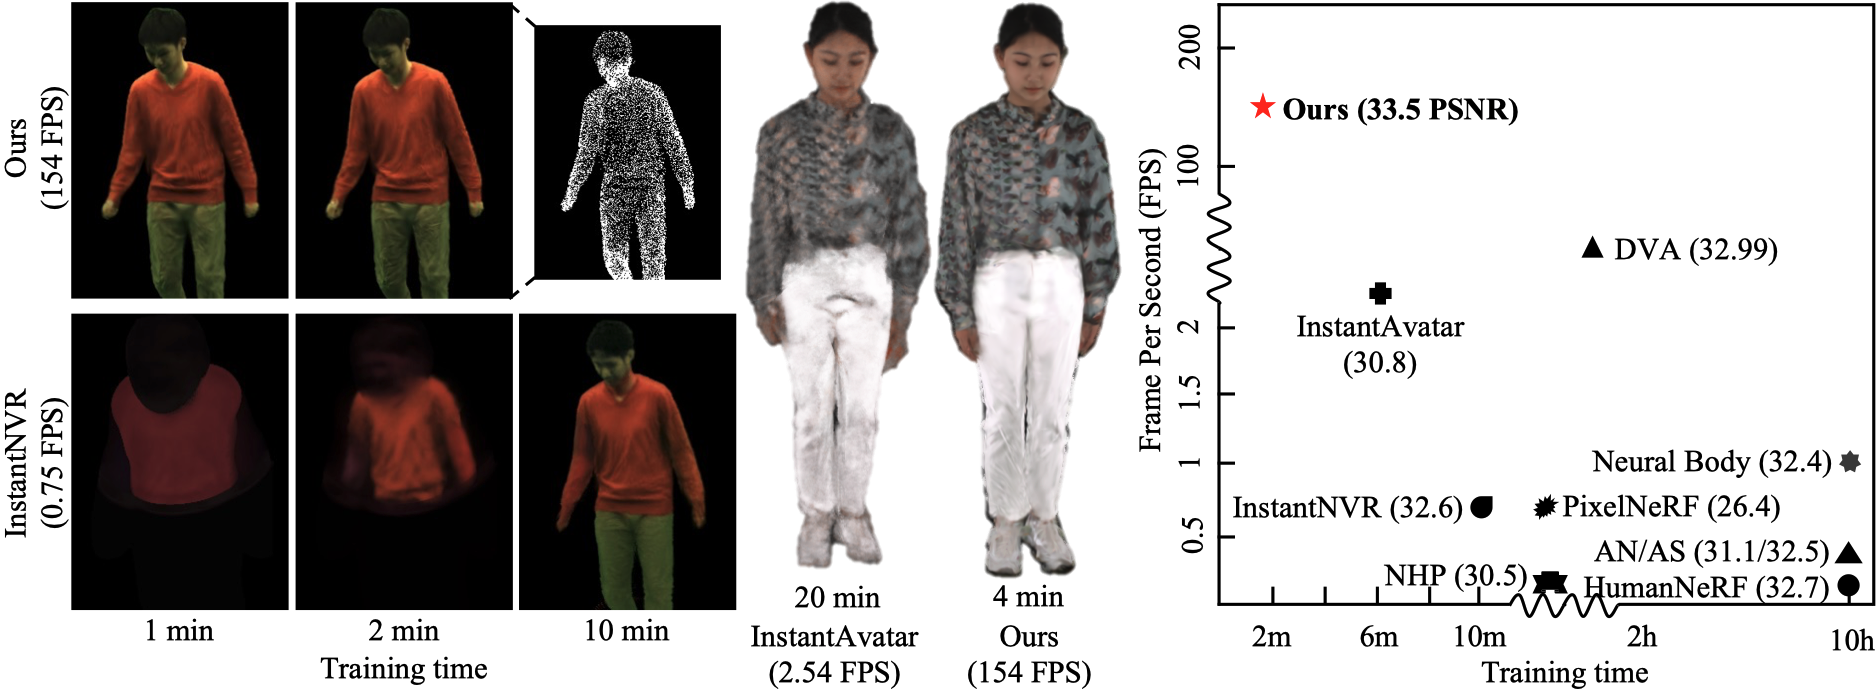 Ours
(154 FPS)
InstantNVR
(0.75 FPS)
1 min
2 min
10 min
Training time
20 min
InstantAvatar
(2.54 FPS)
4 min
Ours
(154 FPS)
Frame Per Second (FPS)
200
100
2
1.5
1
0.5
Ours (33.5 PSNR)
DVA (32.99)
InstantAvatar
(30.8)
Neural Body (32.4)
InstantNVR (32.6)
PixelNeRF (26.4)
AN/AS (31.1/32.5)
NHP (30.5)
HumanNeRF (32.7)
2m
6m
10m
2h
10h
Training time